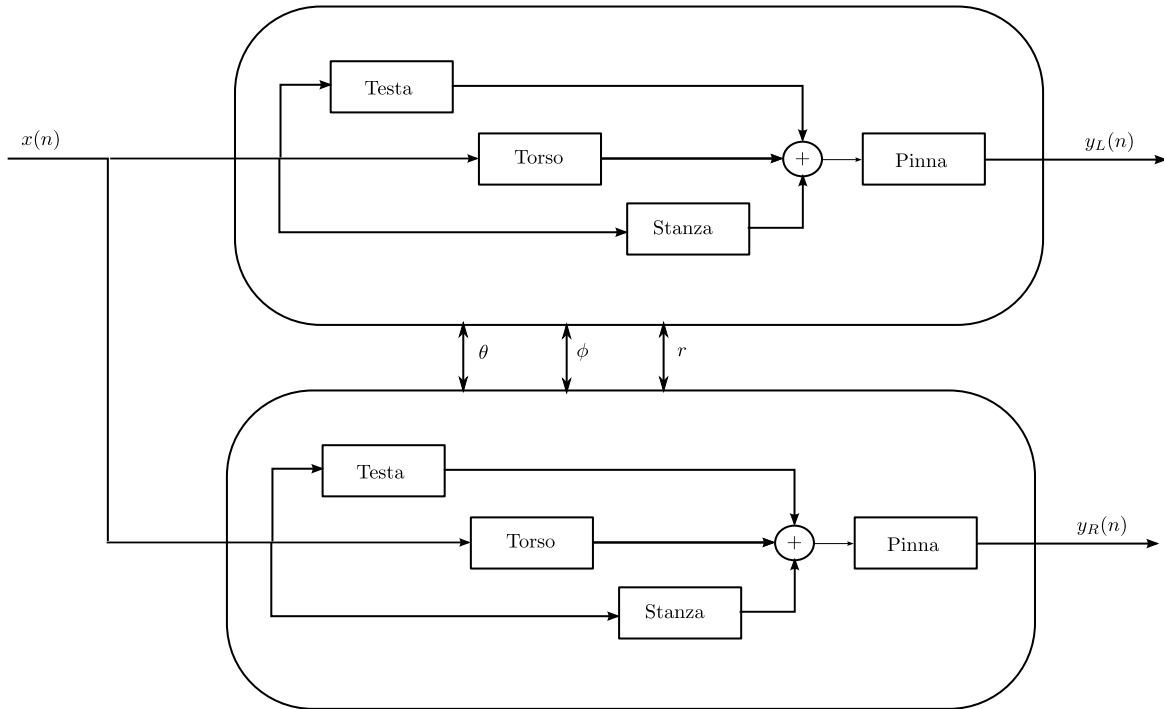 Testa
x(n)
Torso
+
Pinna
y_L(n)
Stanza
θ
ϕ
r
Testa
Torso
+
Pinna
y_R(n)
Stanza